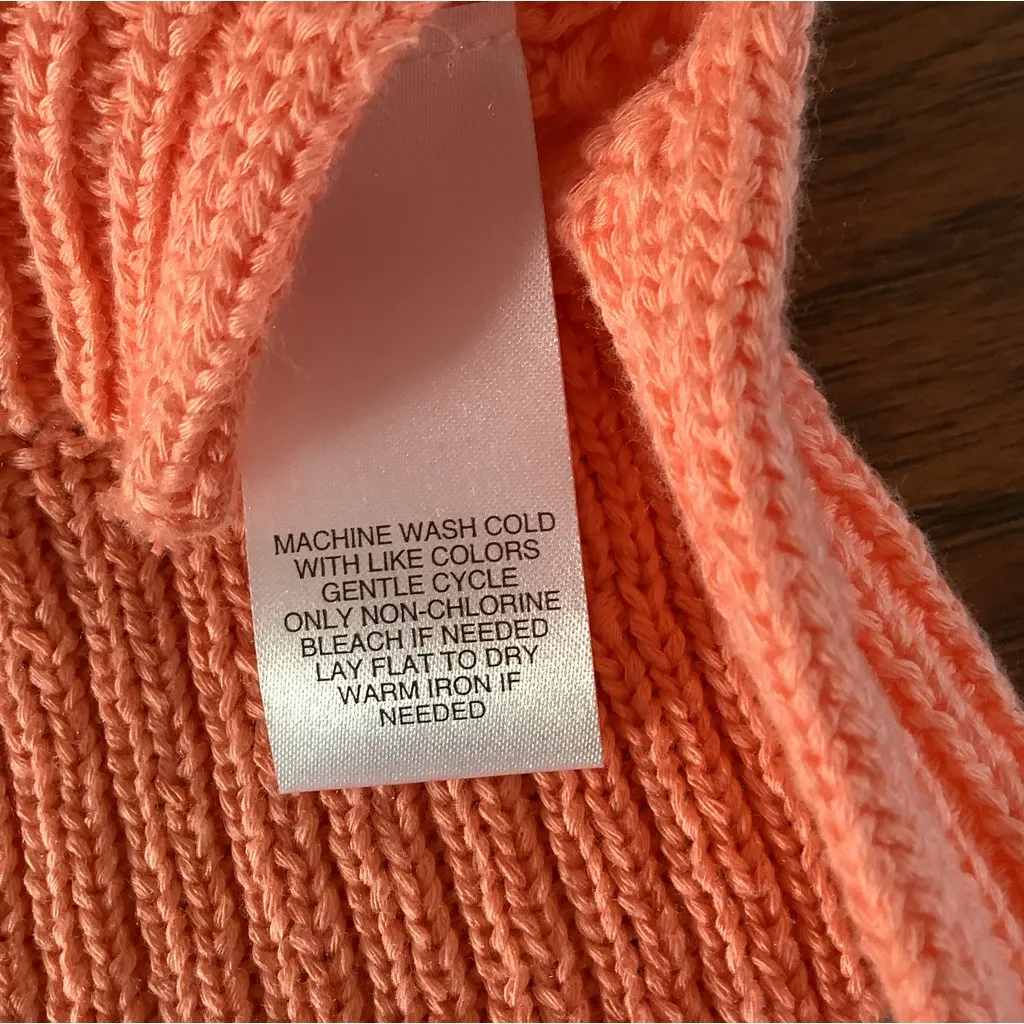 MACHINE WASH COLD
WITH LIKE COLORS
GENTLE CYCLE
ONLY NON-CHLORINE
BLEACH IF NEEDED
LAY FLAT TO DRY
WARM IRON IF
NEEDED